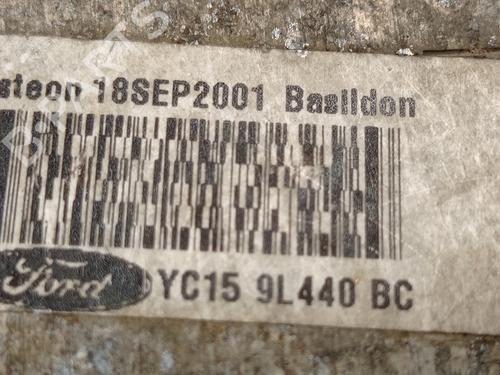 steon 18SEP2001 Basildon
Ford YC15 9L440 BC